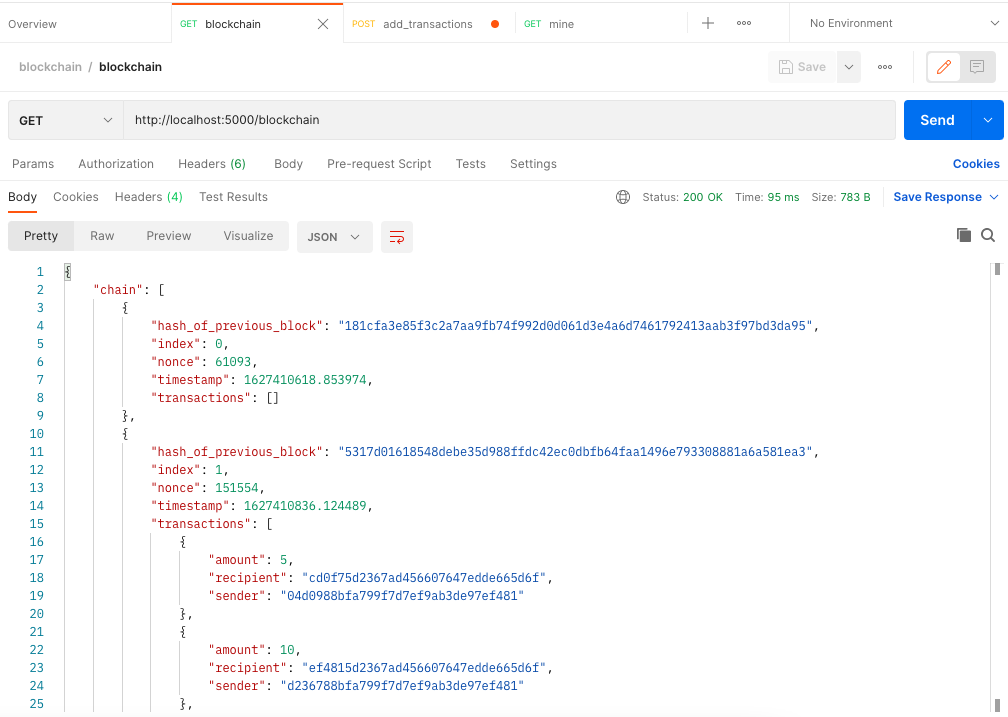 Overview GET blockchain POST add_transactions GET mine No Environment
blockchain / blockchain Save
GET http://localhost:5000/blockchain Send
Params Authorization Headers (6) Body Pre-request Script Tests Settings Cookies
Body Cookies Headers (4) Test Results Status: 200 OK Time: 95 ms Size: 783 B Save Response
Pretty Raw Preview Visualize JSON
1 {
2 "chain": [
3 {
4 "hash_of_previous_block": "181cfa3e85f3c2a7aa9fb74f992d0d061d3e4a6d7461792413aab3f97bd3da95",
5 "index": 0,
6 "nonce": 61093,
7 "timestamp": 1627410618.853974,
8 "transactions": []
9 },
10 {
11 "hash_of_previous_block": "5317d01618548debe35d988ffdc42ec0dbfb64faa1496e793308881a6a581ea3",
12 "index": 1,
13 "nonce": 151554,
14 "timestamp": 1627410836.124489,
15 "transactions": [
16 {
17 "amount": 5,
18 "recipient": "cd0f75d2367ad456607647edde665d6f",
19 "sender": "04d0988bfa799f7d7ef9ab3de97ef481"
20 },
21 {
22 "amount": 10,
23 "recipient": "ef4815d2367ad456607647edde665d6f",
24 "sender": "d236788bfa799f7d7ef9ab3de97ef481"
25 },